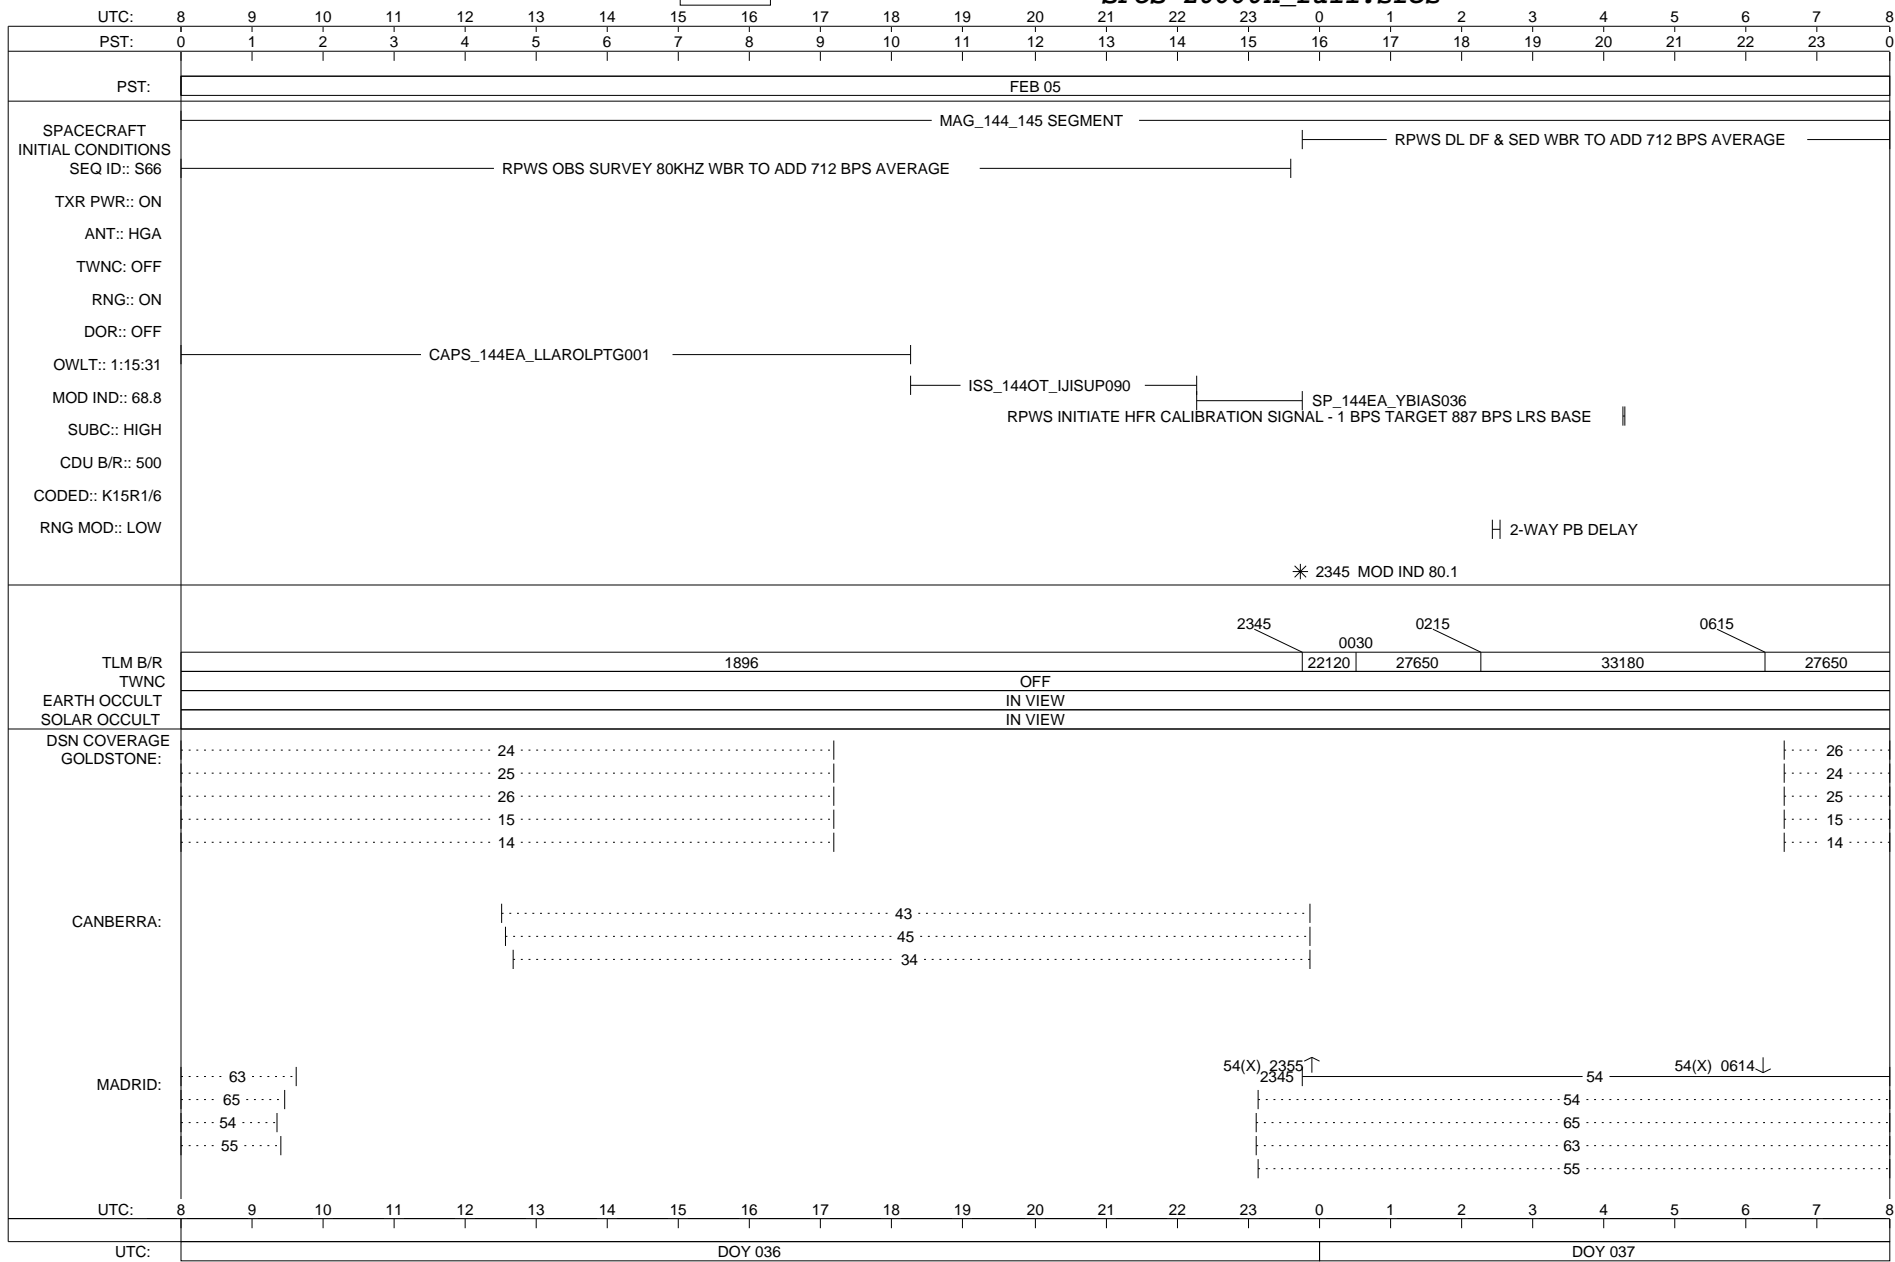 UTC: 8 9 10 11 12 13 14 15 16 17 18 19 20 21 22 23 0 1 2 3 4 5 6 7 8
PST: 0 1 2 3 4 5 6 7 8 9 10 11 12 13 14 15 16 17 18 19 20 21 22 23 0
PST: FEB 05
MAG_144_145 SEGMENT
SPACECRAFT
INITIAL CONDITIONS
RPWS DL DF & SED WBR TO ADD 712 BPS AVERAGE
SEQ ID:: S66
RPWS OBS SURVEY 80KHZ WBR TO ADD 712 BPS AVERAGE
TXR PWR:: ON
ANT:: HGA
TWNC: OFF
RNG:: ON
DOR:: OFF
CAPS_144EA_LLAROLPTG001
OWLT:: 1:15:31
ISS_144OT_IJISUP090
MOD IND:: 68.8
SP_144EA_YBIAS036
RPWS INITIATE HFR CALIBRATION SIGNAL - 1 BPS TARGET 887 BPS LRS BASE
SUBC:: HIGH
CDU B/R:: 500
CODED:: K15R1/6
RNG MOD:: LOW
2-WAY PB DELAY
2345 MOD IND 80.1
2345 0030 0215 0615
TLM B/R 1896 22120 27650 33180 27650
TWNC OFF
EARTH OCCULT IN VIEW
SOLAR OCCULT IN VIEW
DSN COVERAGE
GOLDSTONE:
24 26
25 24
26 25
15 15
14 14
CANBERRA:
43
45
34
MADRID:
54(X) 2355 54(X) 0614
63 2345 54
65 54
54 65
55 63
55
UTC: 8 9 10 11 12 13 14 15 16 17 18 19 20 21 22 23 0 1 2 3 4 5 6 7 8
UTC: DOY 036 DOY 037